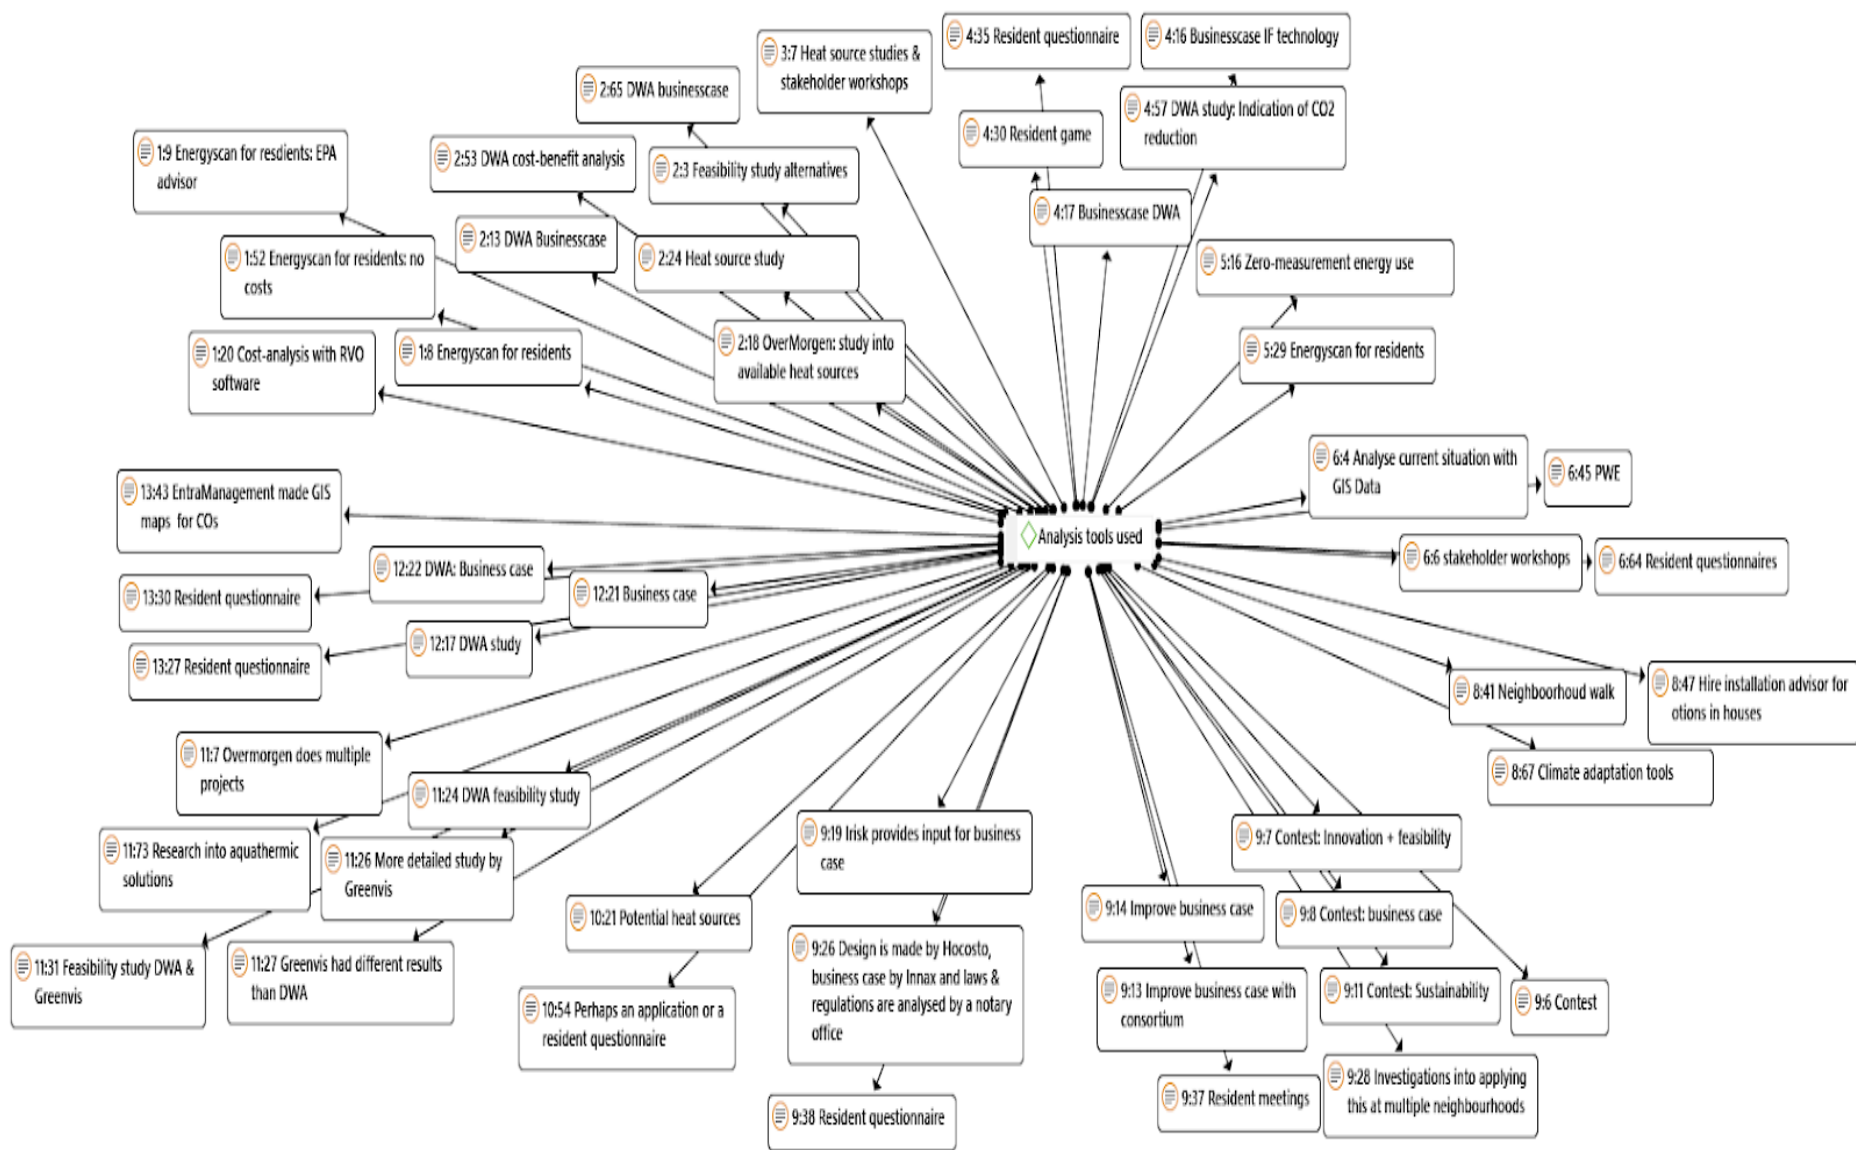 4:35 Resident questionnaire
4:16 Businesscase IF technology
3:7 Heat source studies &
stakeholder workshops
2:65 DWA businesscase
4:57 DWA study: Indication of CO2
reduction
4:30 Resident game
1:9 Energyscan for resdients: EPA
advisor
2:53 DWA cost-benefit analysis
2:3 Feasibility study alternatives
4:17 Businesscase DWA
2:13 DWA Businesscase
1:52 Energyscan for residents: no
costs
2:24 Heat source study
5:16 Zero-measurement energy use
1:20 Cost-analysis with RVO
software
1:8 Energyscan for residents
2:18 OverMorgen: study into
available heat sources
5:29 Energyscan for residents
6:4 Analyse current situation with
GIS Data
6:45 PWE
13:43 EntraManagement made GIS
maps for COs
Analysis tools used
6:6 stakeholder workshops
6:64 Resident questionnaires
12:22 DWA: Business case
13:30 Resident questionnaire
12:21 Business case
12:17 DWA study
13:27 Resident questionnaire
8:41 Neighboorhoud walk
8:47 Hire installation advisor for
otions in houses
11:7 Overmorgen does multiple
projects
8:67 Climate adaptation tools
11:24 DWA feasibility study
9:19 Irisk provides input for business
case
9:7 Contest: Innovation + feasibility
11:73 Research into aquathermic
solutions
11:26 More detailed study by
Greenvis
10:21 Potential heat sources
9:14 Improve business case
9:8 Contest: business case
11:31 Feasibility study DWA &
Greenvis
11:27 Greenvis had different results
than DWA
9:26 Design is made by Hocosto,
business case by Innax and laws &
regulations are analysed by a notary
office
9:13 Improve business case with
consortium
9:11 Contest: Sustainability
9:6 Contest
10:54 Perhaps an application or a
resident questionnaire
9:37 Resident meetings
9:28 Investigations into applying
this at multiple neighbourhoods
9:38 Resident questionnaire